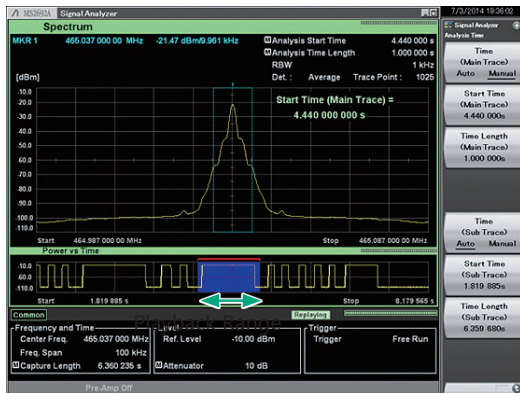 MS2692A Signal Analyzer
7/3/2014 19:36:02
Spectrum
MKR 1 465.037 000 00 MHz -21.47 dBm/9.961 kHz
Analysis Start Time 4.440 000 s
Analysis Time Length 1.000 000 s
RBW 1 kHz
Det. : Average Trace Point : 1025
[dBm]
-10.0
-20.0
-30.0
-40.0
-50.0
-60.0
-70.0
-80.0
-90.0
-100.0
-110.0
Start Time (Main Trace) =
4.440 000 000 s
Start 464.987 000 00 MHz Stop 465.087 000 00 MHz
Power vs Time
-10.0
-60.0
-110.0
Start 1.819 885 s Stop 8.179 565 s
Common
Replaying
Playback Range
Frequency and Time
Center Freq. 465.037 000 MHz
Freq. Span 100 kHz
Capture Length 6.360 235 s
Level
Ref. Level -10.00 dBm
Attenuator 10 dB
Trigger
Trigger Free Run
Pre-Amp Off
Signal Analyzer
Analysis Time
Time
(Main Trace)
Auto Manual
Start Time
(Main Trace)
4.440 000s
Time Length
(Main Trace)
1.000 000s
Time
(Sub Trace)
Auto Manual
Start Time
(Sub Trace)
1.819 885s
Time Length
(Sub Trace)
6.359 680s